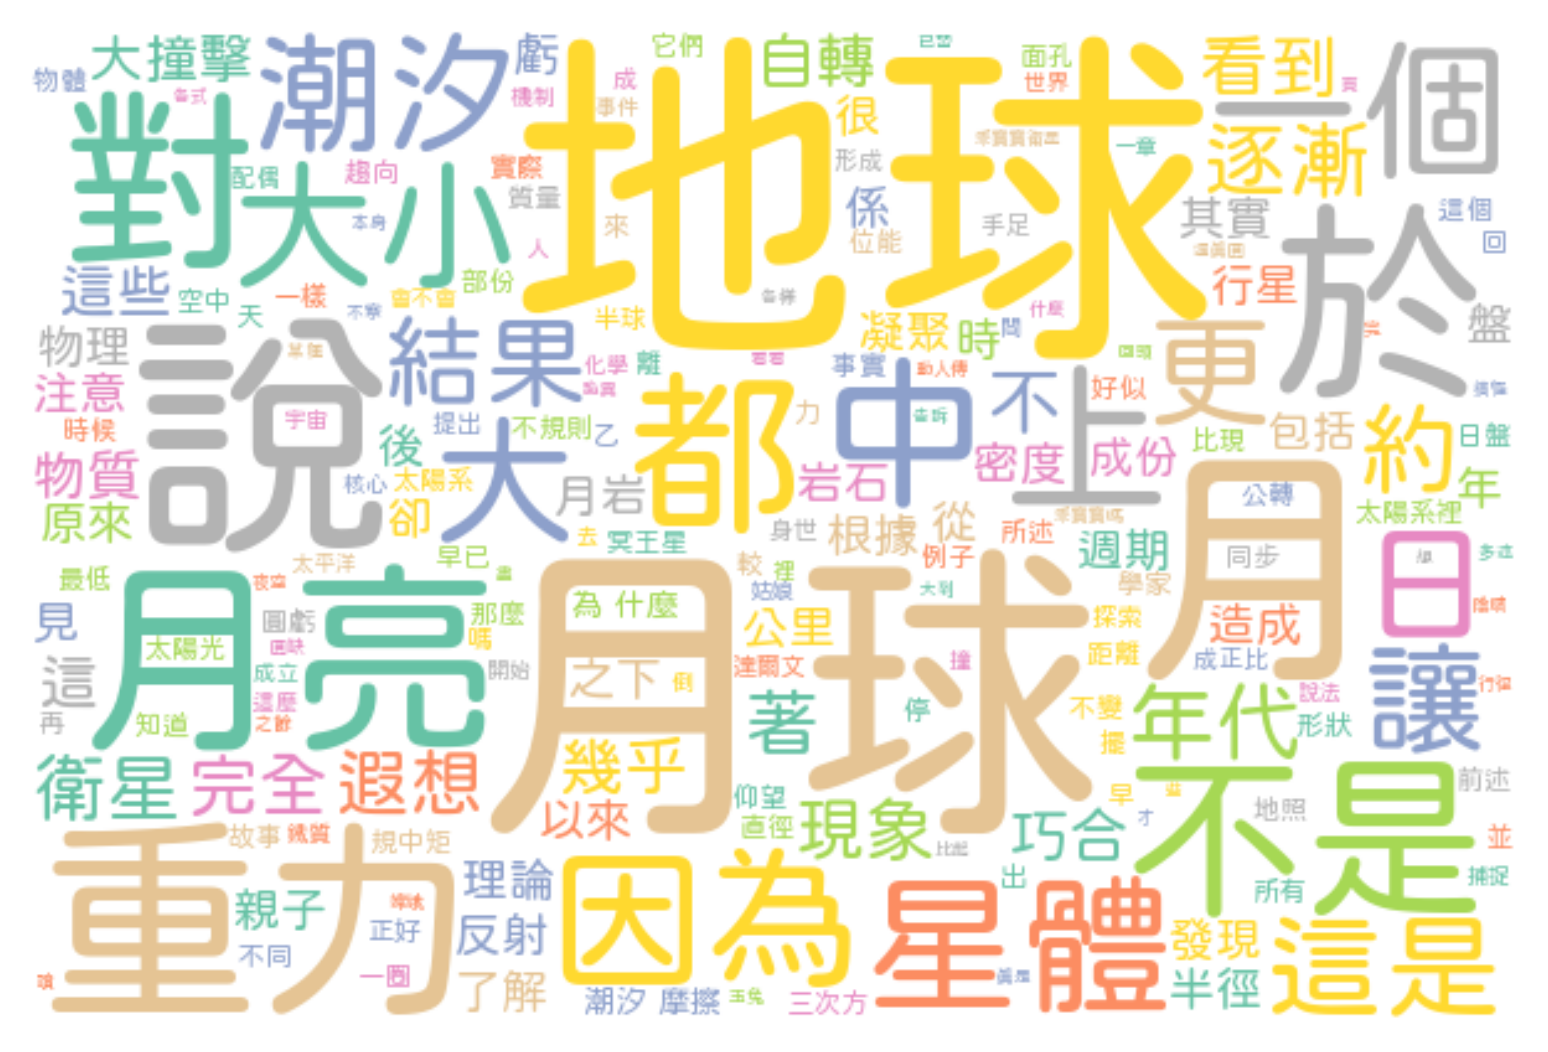 大撞擊
潮汐
虧
地球
它們
自轉
面孔
世界
看到
一個
物體
成
機制
事件
很
逐漸
一章
對
大小
配偶
趨向
實際
質量
形成
係
手足
其實
這個
回
本身
來
位能
人
於
這些
空中
天
一樣
部份
行星
物理
說
結果
半球
凝聚
時
更
盤
注意
化學
離
事實
動人傳
好似
時候
宇宙
後
提出
不規則
乙
都
力
中
不
上
比現
包括
約
日盤
物質
大
岩石
密度
成份
核心
太陽系
月岩
原來
卻
年
公轉
太陽系裡
身世
根據
從
所述
去
冥王星
例子
週期
月
同步
日
太平洋
早已
較
裡
最低
月亮
月球
姑娘
學家
見
圓虧
那麼
為 什麼
公里
探索
造成
太陽光
嗎
距離
成正比
這
成立
開始
之下
倒
達爾文
撞
讓
這麼
再
知道
之餘
著
停
不變
年代
說法
形狀
擺
衛星
完全
遐想
幾乎
仰望
前述
以來
直徑
現象
早
才
地照
不是
巧合
故事
鐵質
規中矩
並
重力
親子
理論
因為
星體
出
所有
捕捉
正好
反射
發現
這是
不同
一圈
了解
半徑
潮汐 摩擦
玉兔
三次方